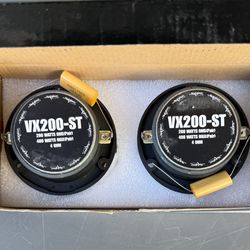 VX200-ST
200 WATTS RMS(Pair)
400 WATTS MAX(Pair)
4 OHM
VX200-ST
200 WATTS RMS(Pair)
400 WATTS MAX(Pair)
4 OHM